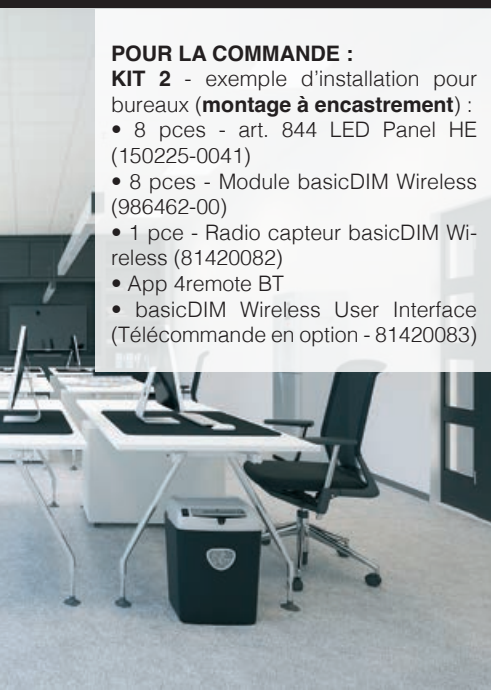 POUR LA COMMANDE :
KIT 2 - exemple d'installation pour
bureaux (montage à encastrement) :
• 8 pces - art. 844 LED Panel HE
(150225-0041)
• 8 pces - Module basicDIM Wireless
(986462-00)
• 1 pce - Radio capteur basicDIM Wi-
reless (81420082)
• App 4remote BT
• basicDIM Wireless User Interface
(Télécommande en option - 81420083)